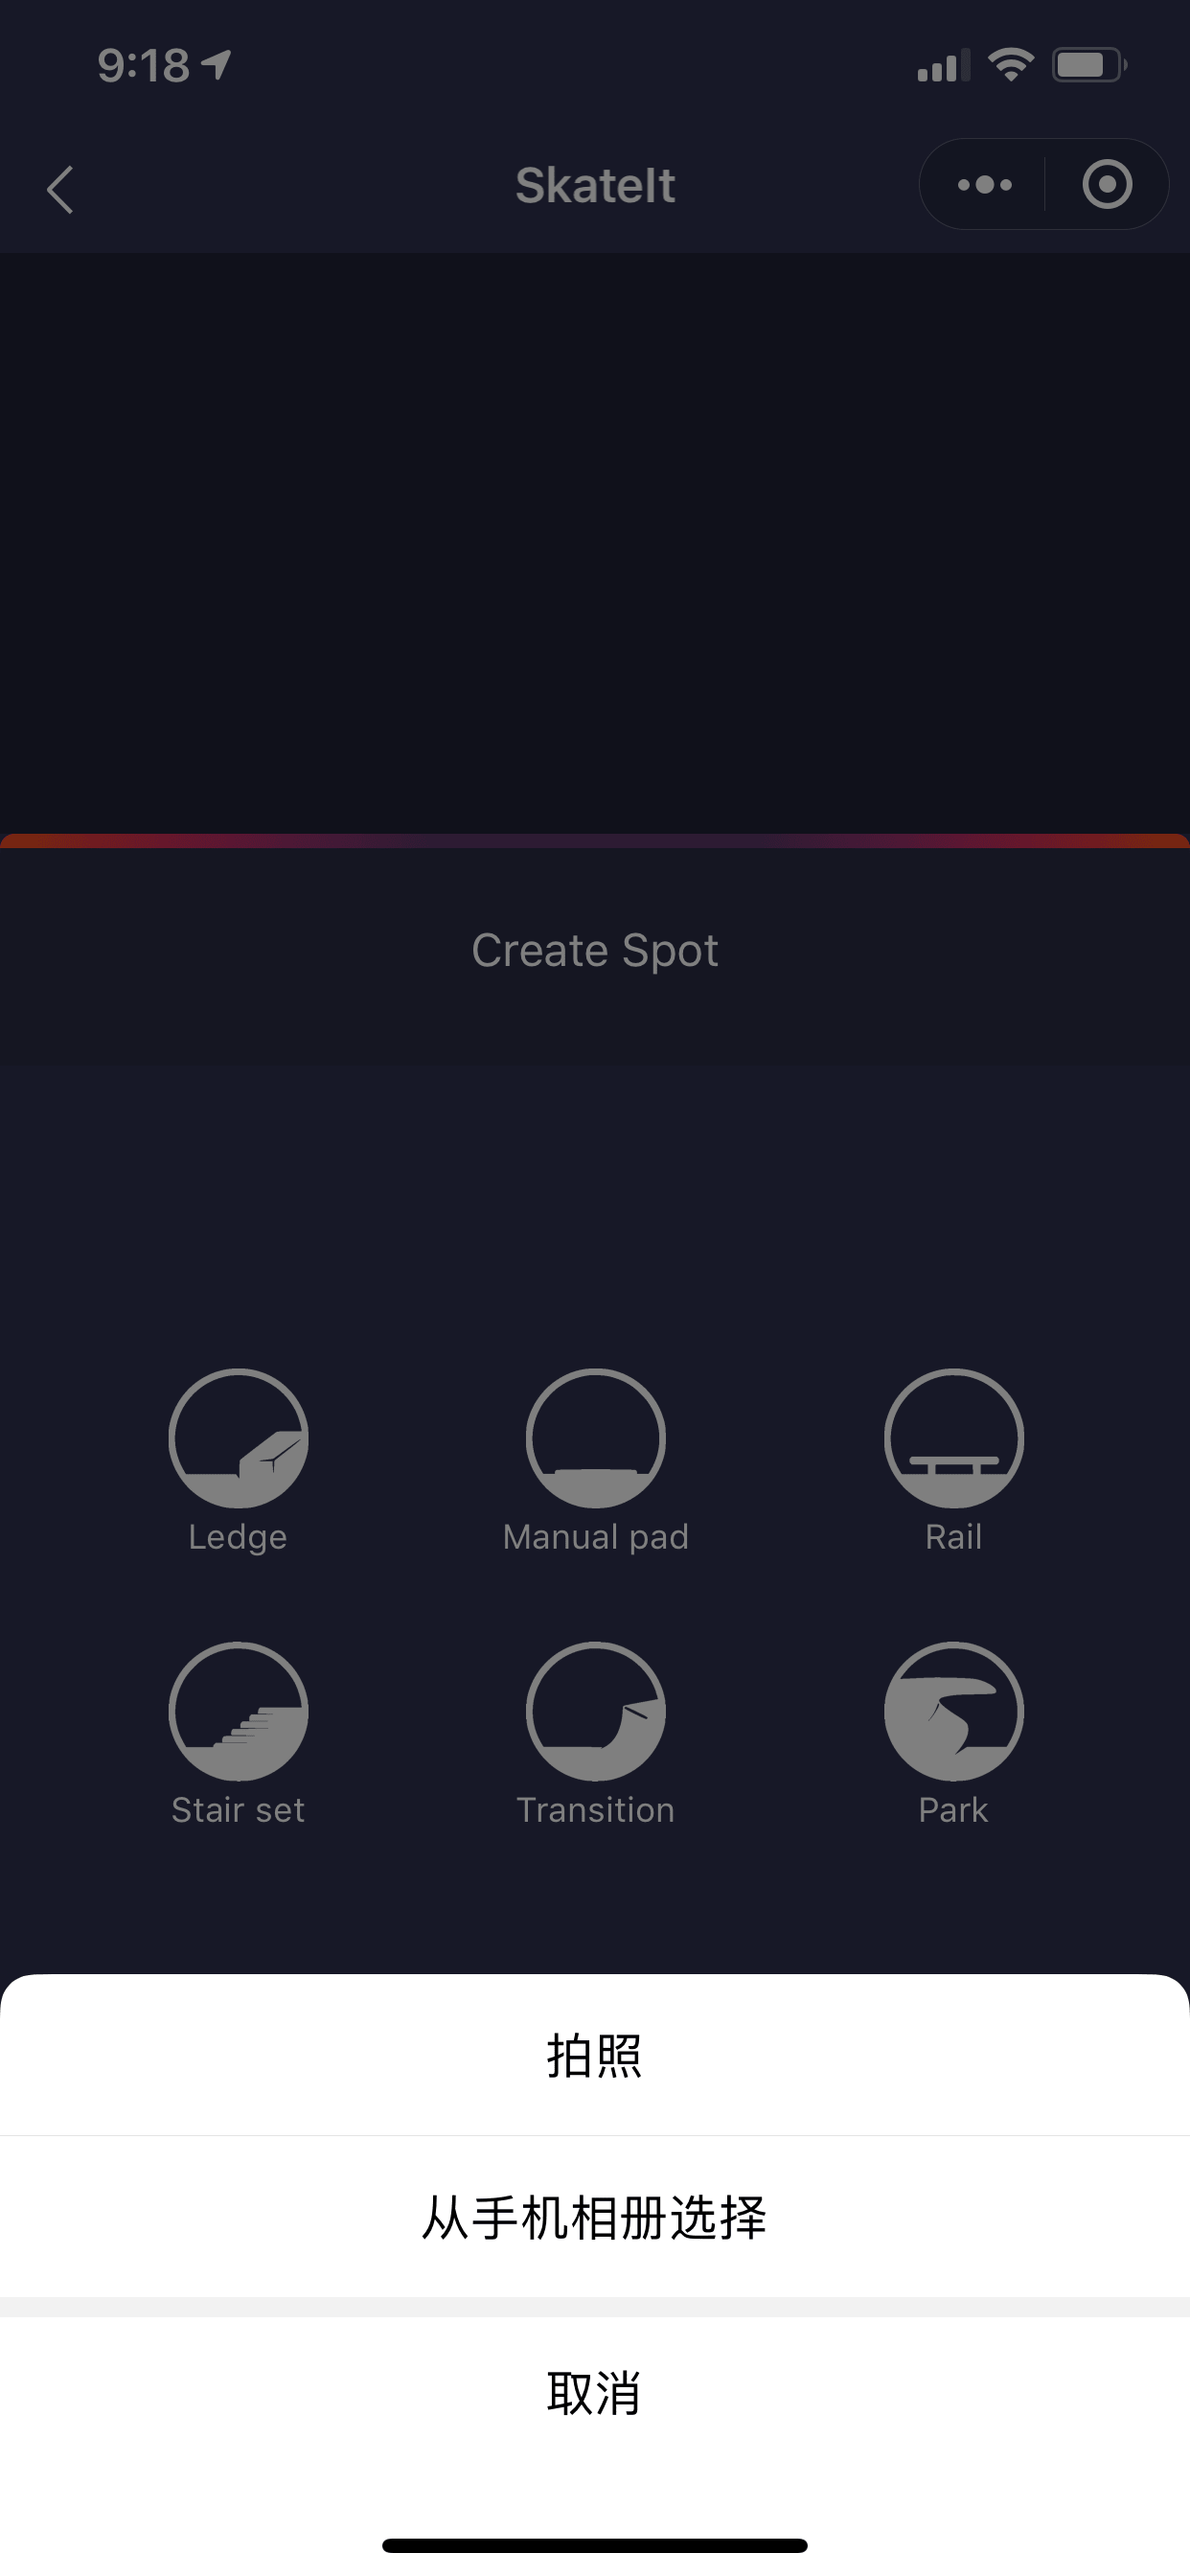 9:18
SkateIt
Create Spot
Ledge
Manual pad
Rail
Stair set
Transition
Park
拍照
从手机相册选择
取消